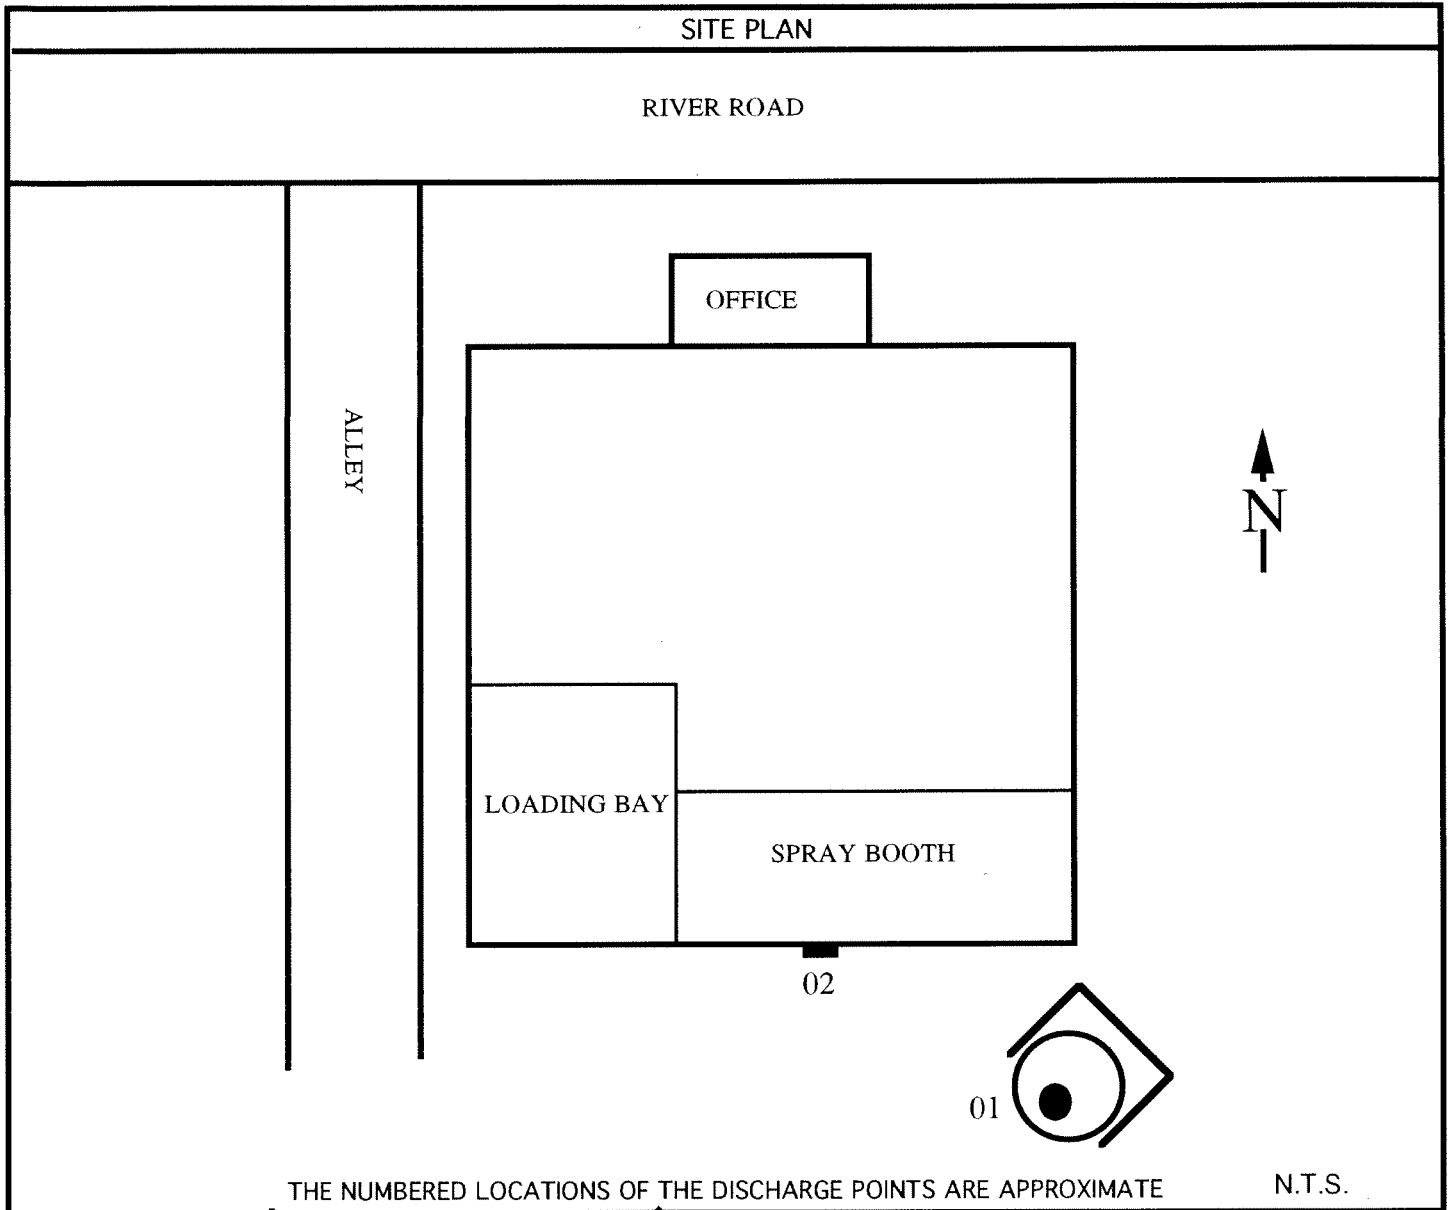 SITE PLAN
RIVER ROAD
OFFICE
ALLEY
N
LOADING BAY
SPRAY BOOTH
02
01
THE NUMBERED LOCATIONS OF THE DISCHARGE POINTS ARE APPROXIMATE
N.T.S.